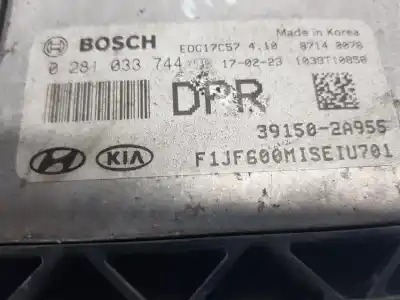 BOSCH EDC17C57 4.10 Made in Korea
8714 0078
0 281 033 744 17-02-23 1039T10858
DPR
39150-2A955
KIA F1JF600MISEIU701